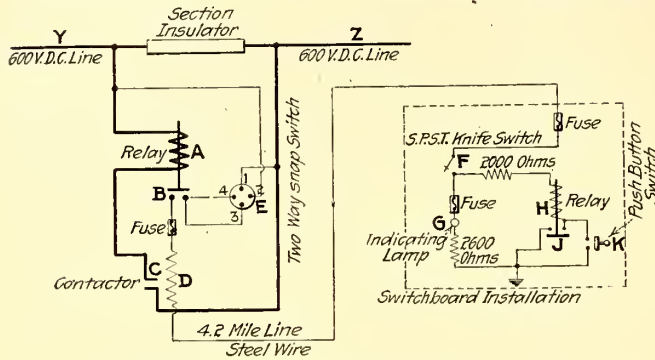 Section
Insulator
Y
Z
600 V. D.C. Line
600 V. D.C. Line
Two Way snap Switch
Relay A
B
1
4 2
3
E
Fuse
C
D
Contactor
4.2 Mile Line
Steel Wire
Fuse
S.P.S.T. Knife Switch
F
2000 Ohms
Push Button
Switch
Fuse
Relay
H
G
J
K
Indicating
Lamp
2600
Ohms
Switchboard Installation